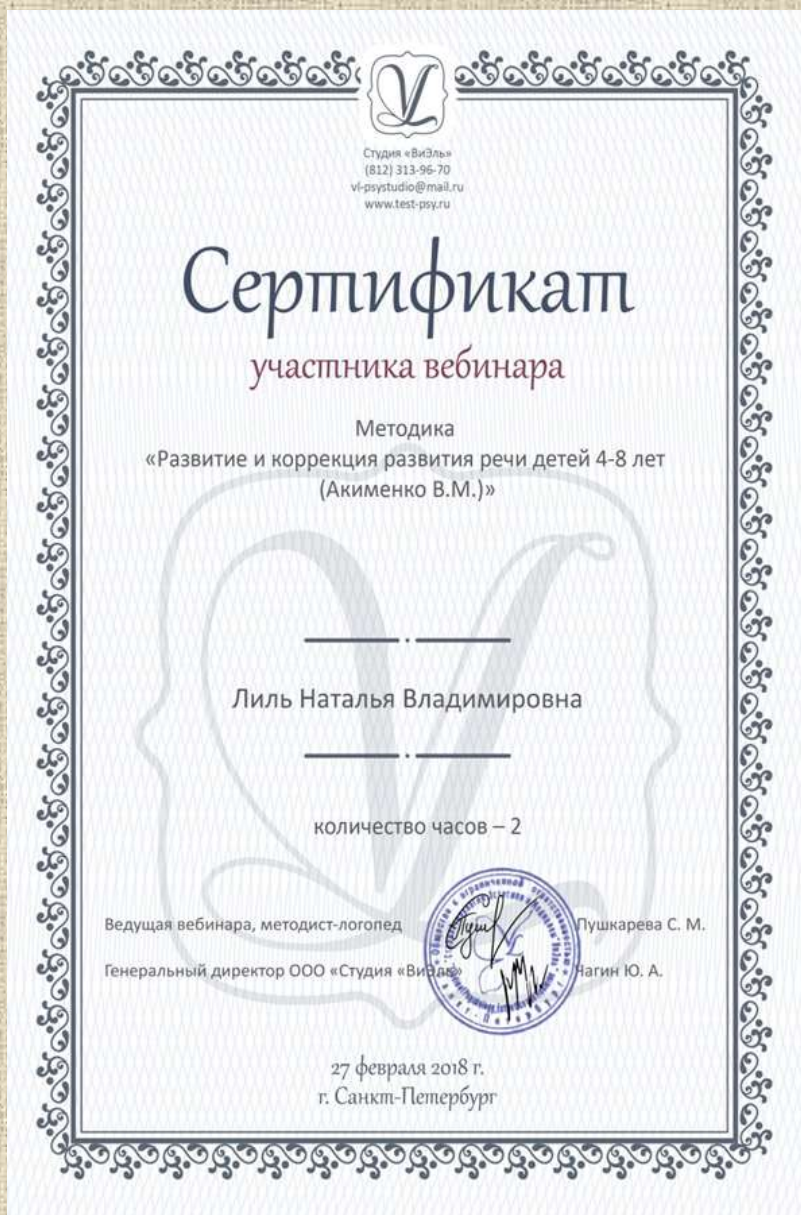 Студия «ВиЭль»
(812) 313-96-70
vl-psystudio@mail.ru
www.test-psy.ru
Сертификат
участника вебинара
Методика
«Развитие и коррекция развития речи детей 4-8 лет
(Акименко В.М.)»
Лиль Наталья Владимировна
количество часов – 2
Ведущая вебинара, методист-логопед Пушкарева С. М.
Генеральный директор ООО «Студия «ВиЭль» Чагин Ю. А.
27 февраля 2018 г.
г. Санкт-Петербург